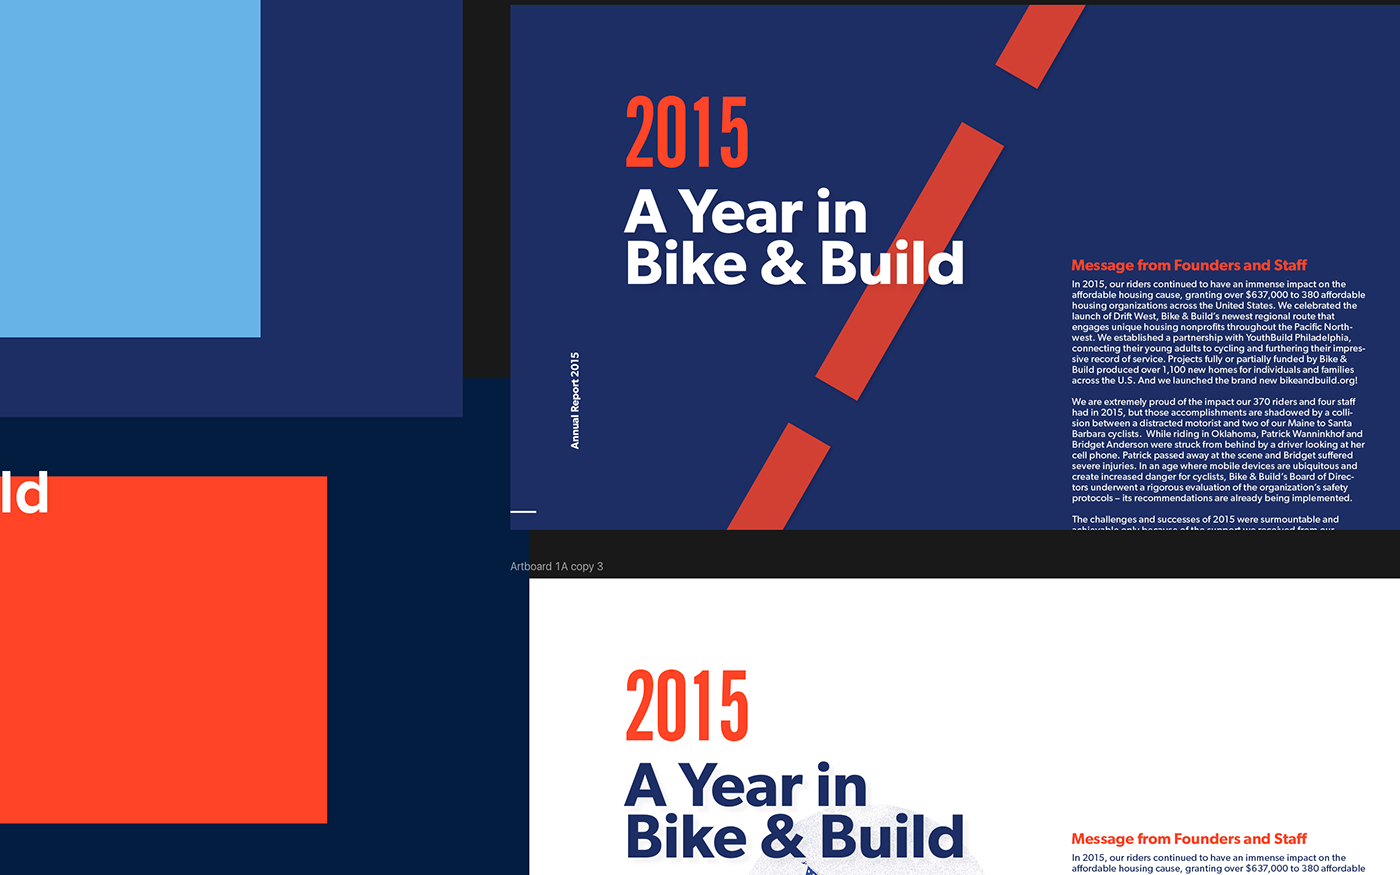 2015
A Year in
Bike & Build
Annual Report 2015
Message from Founders and Staff
In 2015, our riders continued to have an immense impact on the
affordable housing cause, granting over $637,000 to 380 affordable
housing organizations across the United States. We celebrated the
launch of Drift West, Bike & Build's newest regional route that
engages unique housing nonprofits throughout the Pacific North-
west. We established a partnership with YouthBuild Philadelphia,
connecting their young adults to cycling and furthering their impres-
sive record of service. Projects fully or partially funded by Bike &
Build produced over 1,100 new homes for individuals and families
across the U.S. And we launched the brand new bikeandbuild.org!
We are extremely proud of the impact our 370 riders and four staff
had in 2015, but those accomplishments are shadowed by a colli-
sion between a distracted motorist and two of our Maine to Santa
Barbara cyclists. While riding in Oklahoma, Patrick Wanninkhof and
Bridget Anderson were struck from behind by a driver looking at her
cell phone. Patrick passed away at the scene and Bridget suffered
severe injuries. In an age where mobile devices are ubiquitous and
create increased danger for cyclists, Bike & Build's Board of Direc-
tors underwent a rigorous evaluation of the organization's safety
protocols – its recommendations are already being implemented.
The challenges and successes of 2015 were surmountable and
achievable only because of the support we received from our
ld
Artboard 1A copy 3
2015
A Year in
Bike & Build
Message from Founders and Staff
In 2015, our riders continued to have an immense impact on the
affordable housing cause, granting over $637,000 to 380 affordable